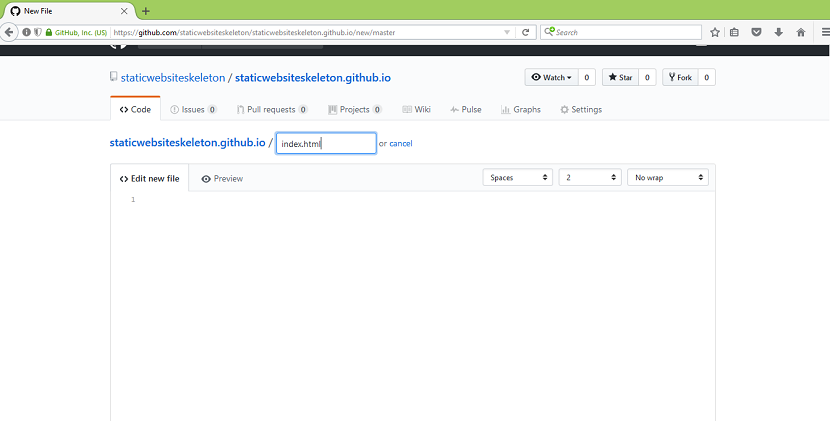 New File
GitHub, Inc. (US) https://github.com/staticwebsiteskeleton/staticwebsiteskeleton.github.io/new/master Search
staticwebsiteskeleton / staticwebsiteskeleton.github.io Watch 0 Star 0 Fork 0
Code Issues 0 Pull requests 0 Projects 0 Wiki Pulse Graphs Settings
staticwebsiteskeleton.github.io / index.html or cancel
Edit new file Preview Spaces 2 No wrap
1